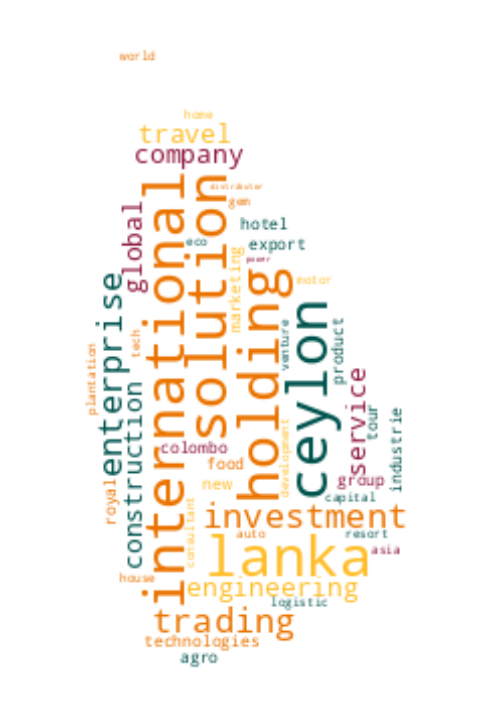 world
home
travel
company
distributor
gem
international
solution
global
hotel
eco
export
power
marketing
holding
motor
enterprise
ceylon
venture
product
tech
plantation
service
construction
tour
industrie
colombo
development
food
group
new
royal
capital
consultant
investment
auto
resort
lanka
asia
house
engineering
logistic
trading
technologies
agro